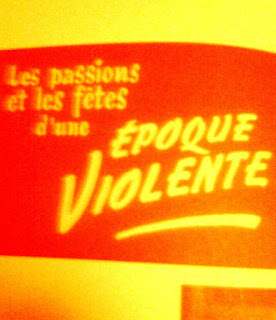 Les passions
et les fêtes
d'une
ÉPOQUE
VIOLENTE